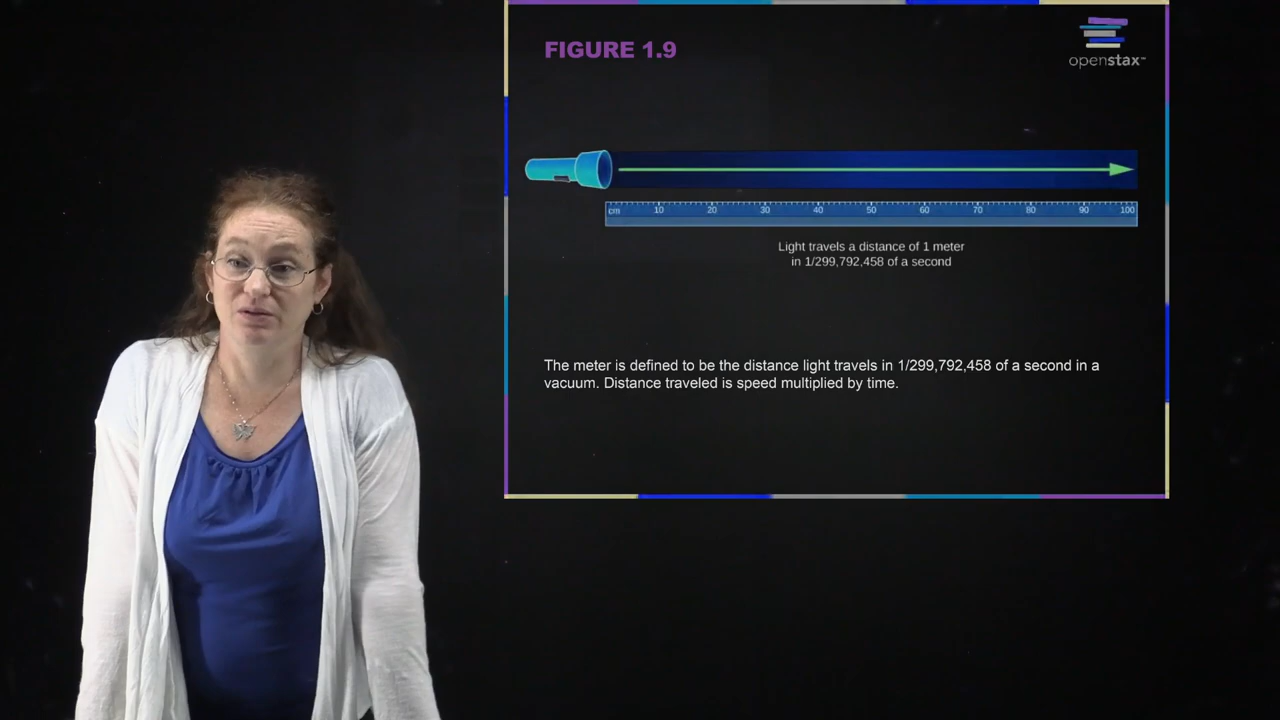 FIGURE 1.9
openstax™
cm 10 20 30 40 50 60 70 80 90 100
Light travels a distance of 1 meter
in 1/299,792,458 of a second
The meter is defined to be the distance light travels in 1/299,792,458 of a second in a
vacuum. Distance traveled is speed multiplied by time.